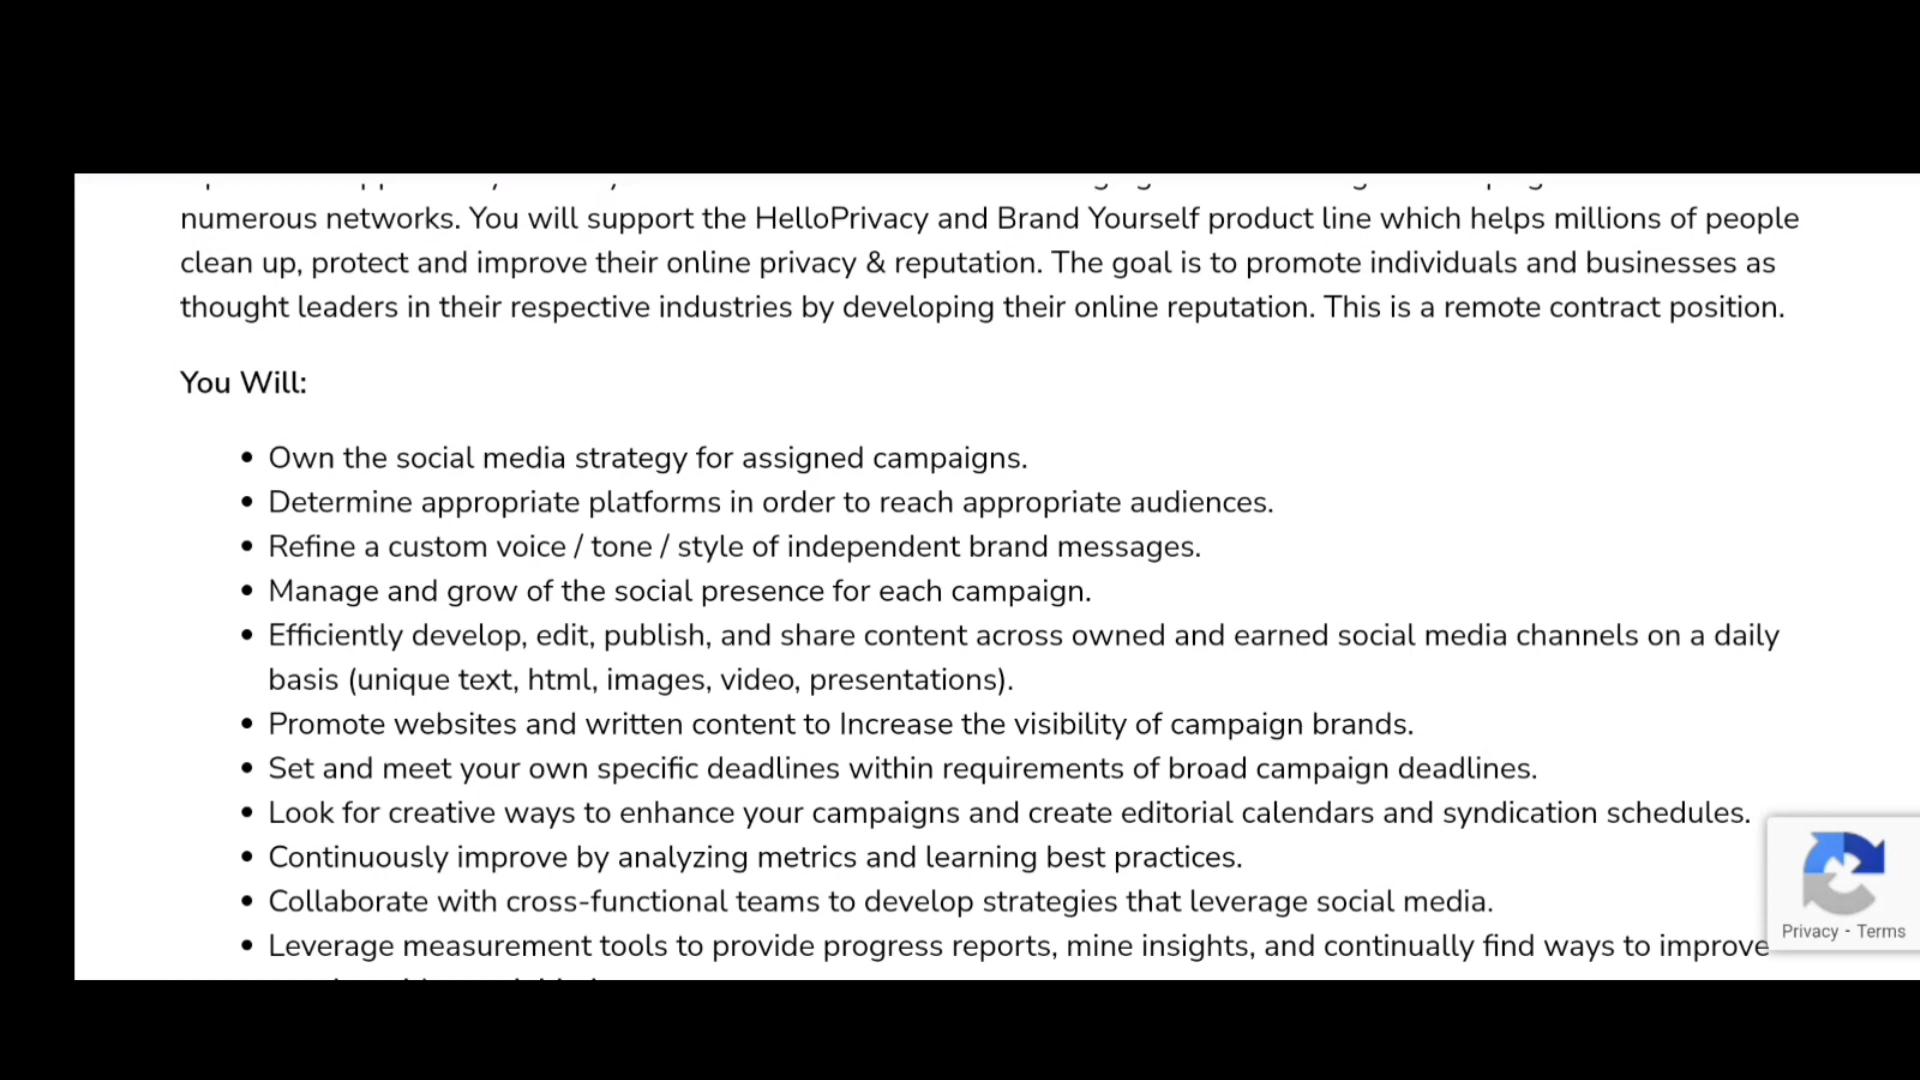 numerous networks. You will support the HelloPrivacy and Brand Yourself product line which helps millions of people
clean up, protect and improve their online privacy & reputation. The goal is to promote individuals and businesses as
thought leaders in their respective industries by developing their online reputation. This is a remote contract position.
You Will:
• Own the social media strategy for assigned campaigns.
• Determine appropriate platforms in order to reach appropriate audiences.
• Refine a custom voice / tone / style of independent brand messages.
• Manage and grow of the social presence for each campaign.
• Efficiently develop, edit, publish, and share content across owned and earned social media channels on a daily
basis (unique text, html, images, video, presentations).
• Promote websites and written content to Increase the visibility of campaign brands.
• Set and meet your own specific deadlines within requirements of broad campaign deadlines.
• Look for creative ways to enhance your campaigns and create editorial calendars and syndication schedules.
• Continuously improve by analyzing metrics and learning best practices.
• Collaborate with cross-functional teams to develop strategies that leverage social media.
• Leverage measurement tools to provide progress reports, mine insights, and continually find ways to improve
Privacy - Terms